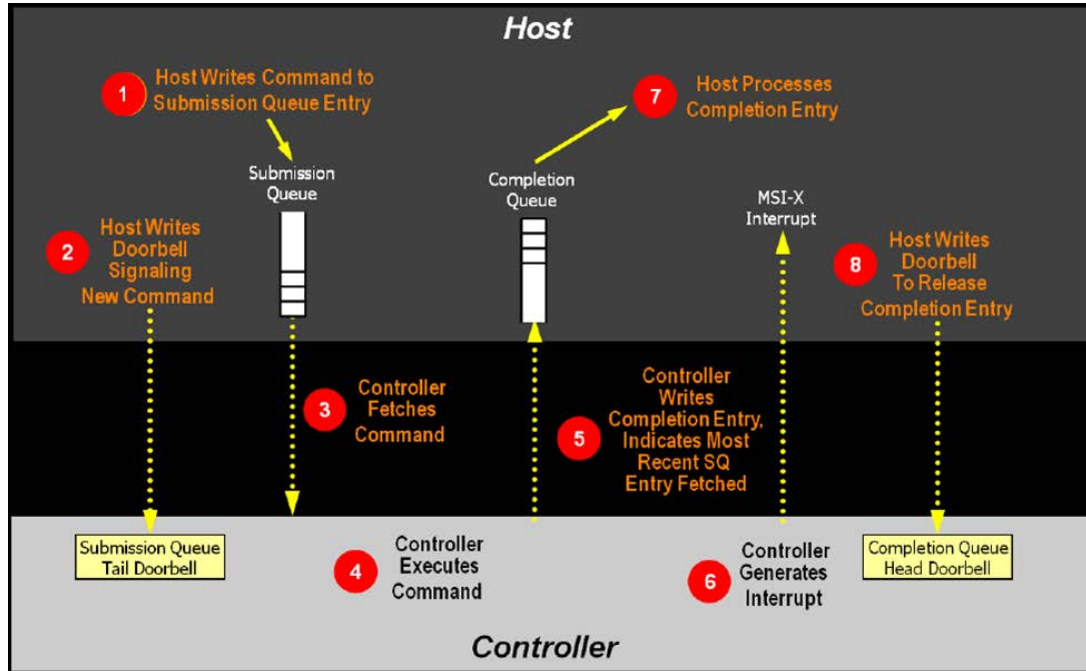 Host
1
Host Writes Command to
Submission Queue Entry
7
Host Processes
Completion Entry
Submission
Queue
Completion
Queue
MSI-X
Interrupt
2
Host Writes
Doorbell
Signaling
New Command
8
Host Writes
Doorbell
To Release
Completion Entry
3
Controller
Fetches
Command
5
Controller
Writes
Completion Entry,
Indicates Most
Recent SQ
Entry Fetched
Submission Queue
Tail Doorbell
4
Controller
Executes
Command
6
Controller
Generates
Interrupt
Completion Queue
Head Doorbell
Controller